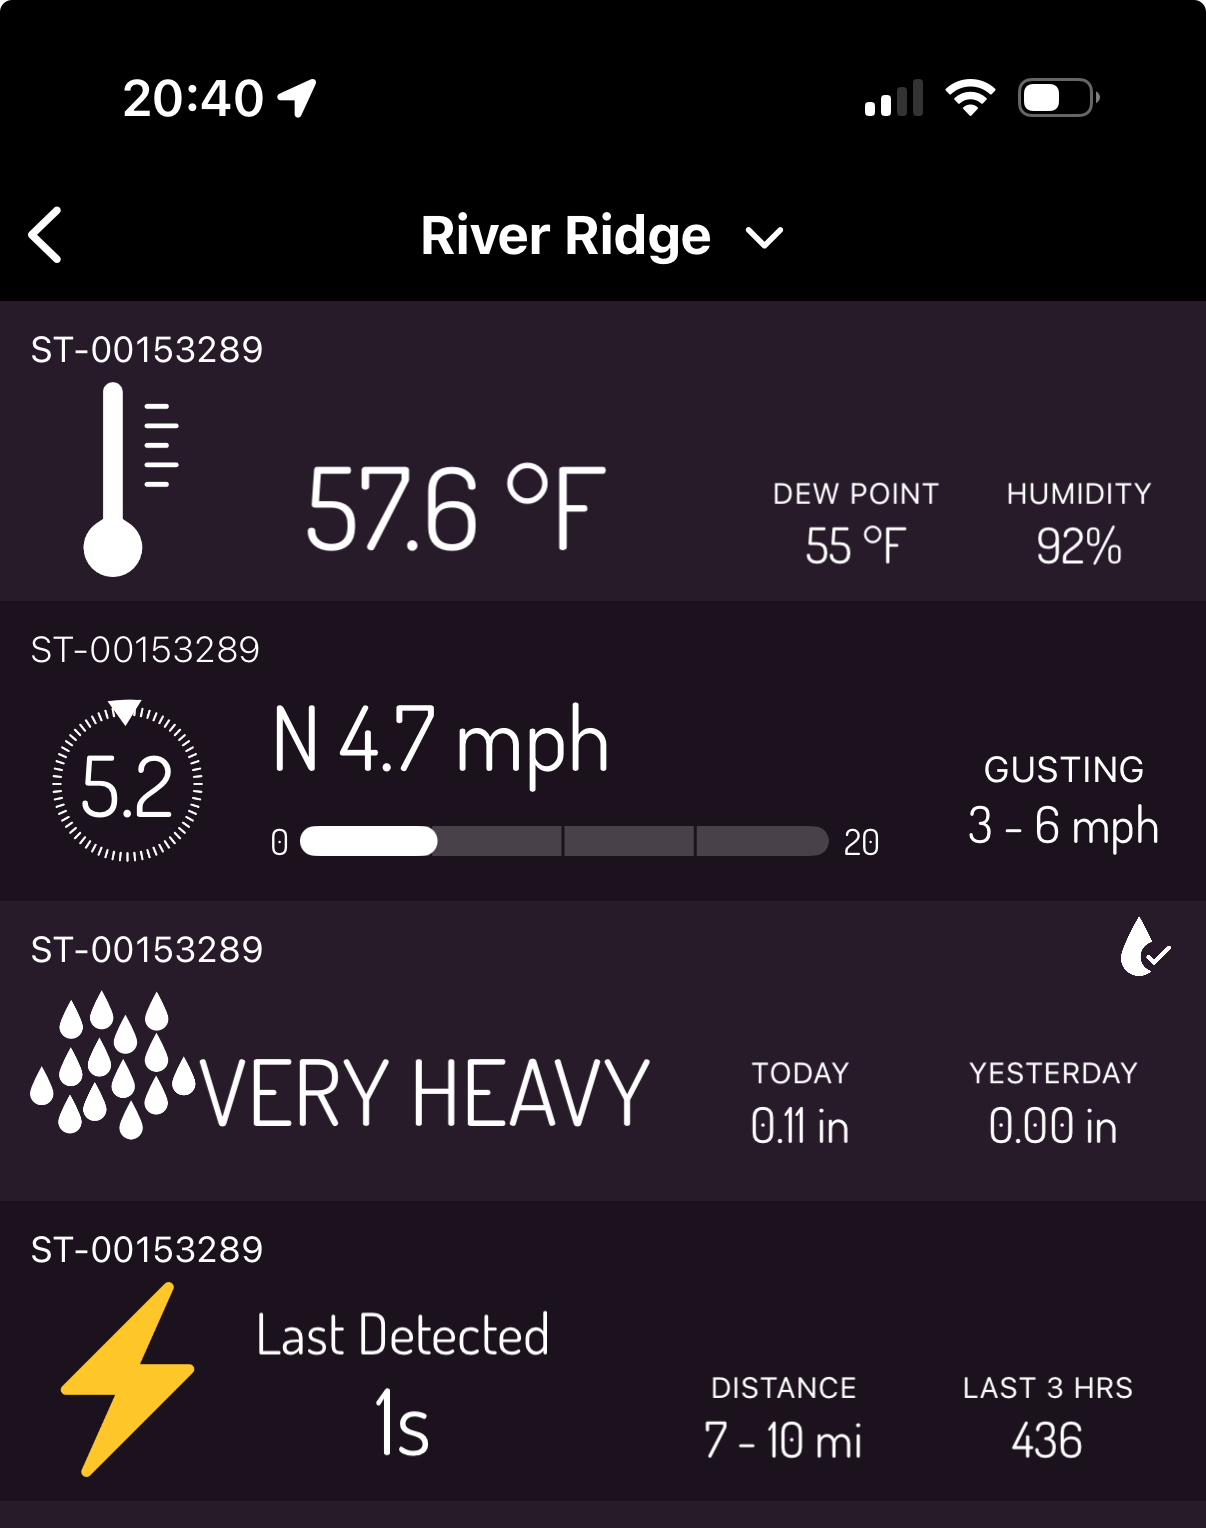 20:40
River Ridge
ST-00153289
57.6 °F
DEW POINT
55 °F
HUMIDITY
92%
ST-00153289
5.2
N 4.7 mph
0
20
GUSTING
3 - 6 mph
ST-00153289
VERY HEAVY
TODAY
0.11 in
YESTERDAY
0.00 in
ST-00153289
Last Detected
1s
DISTANCE
7 - 10 mi
LAST 3 HRS
436